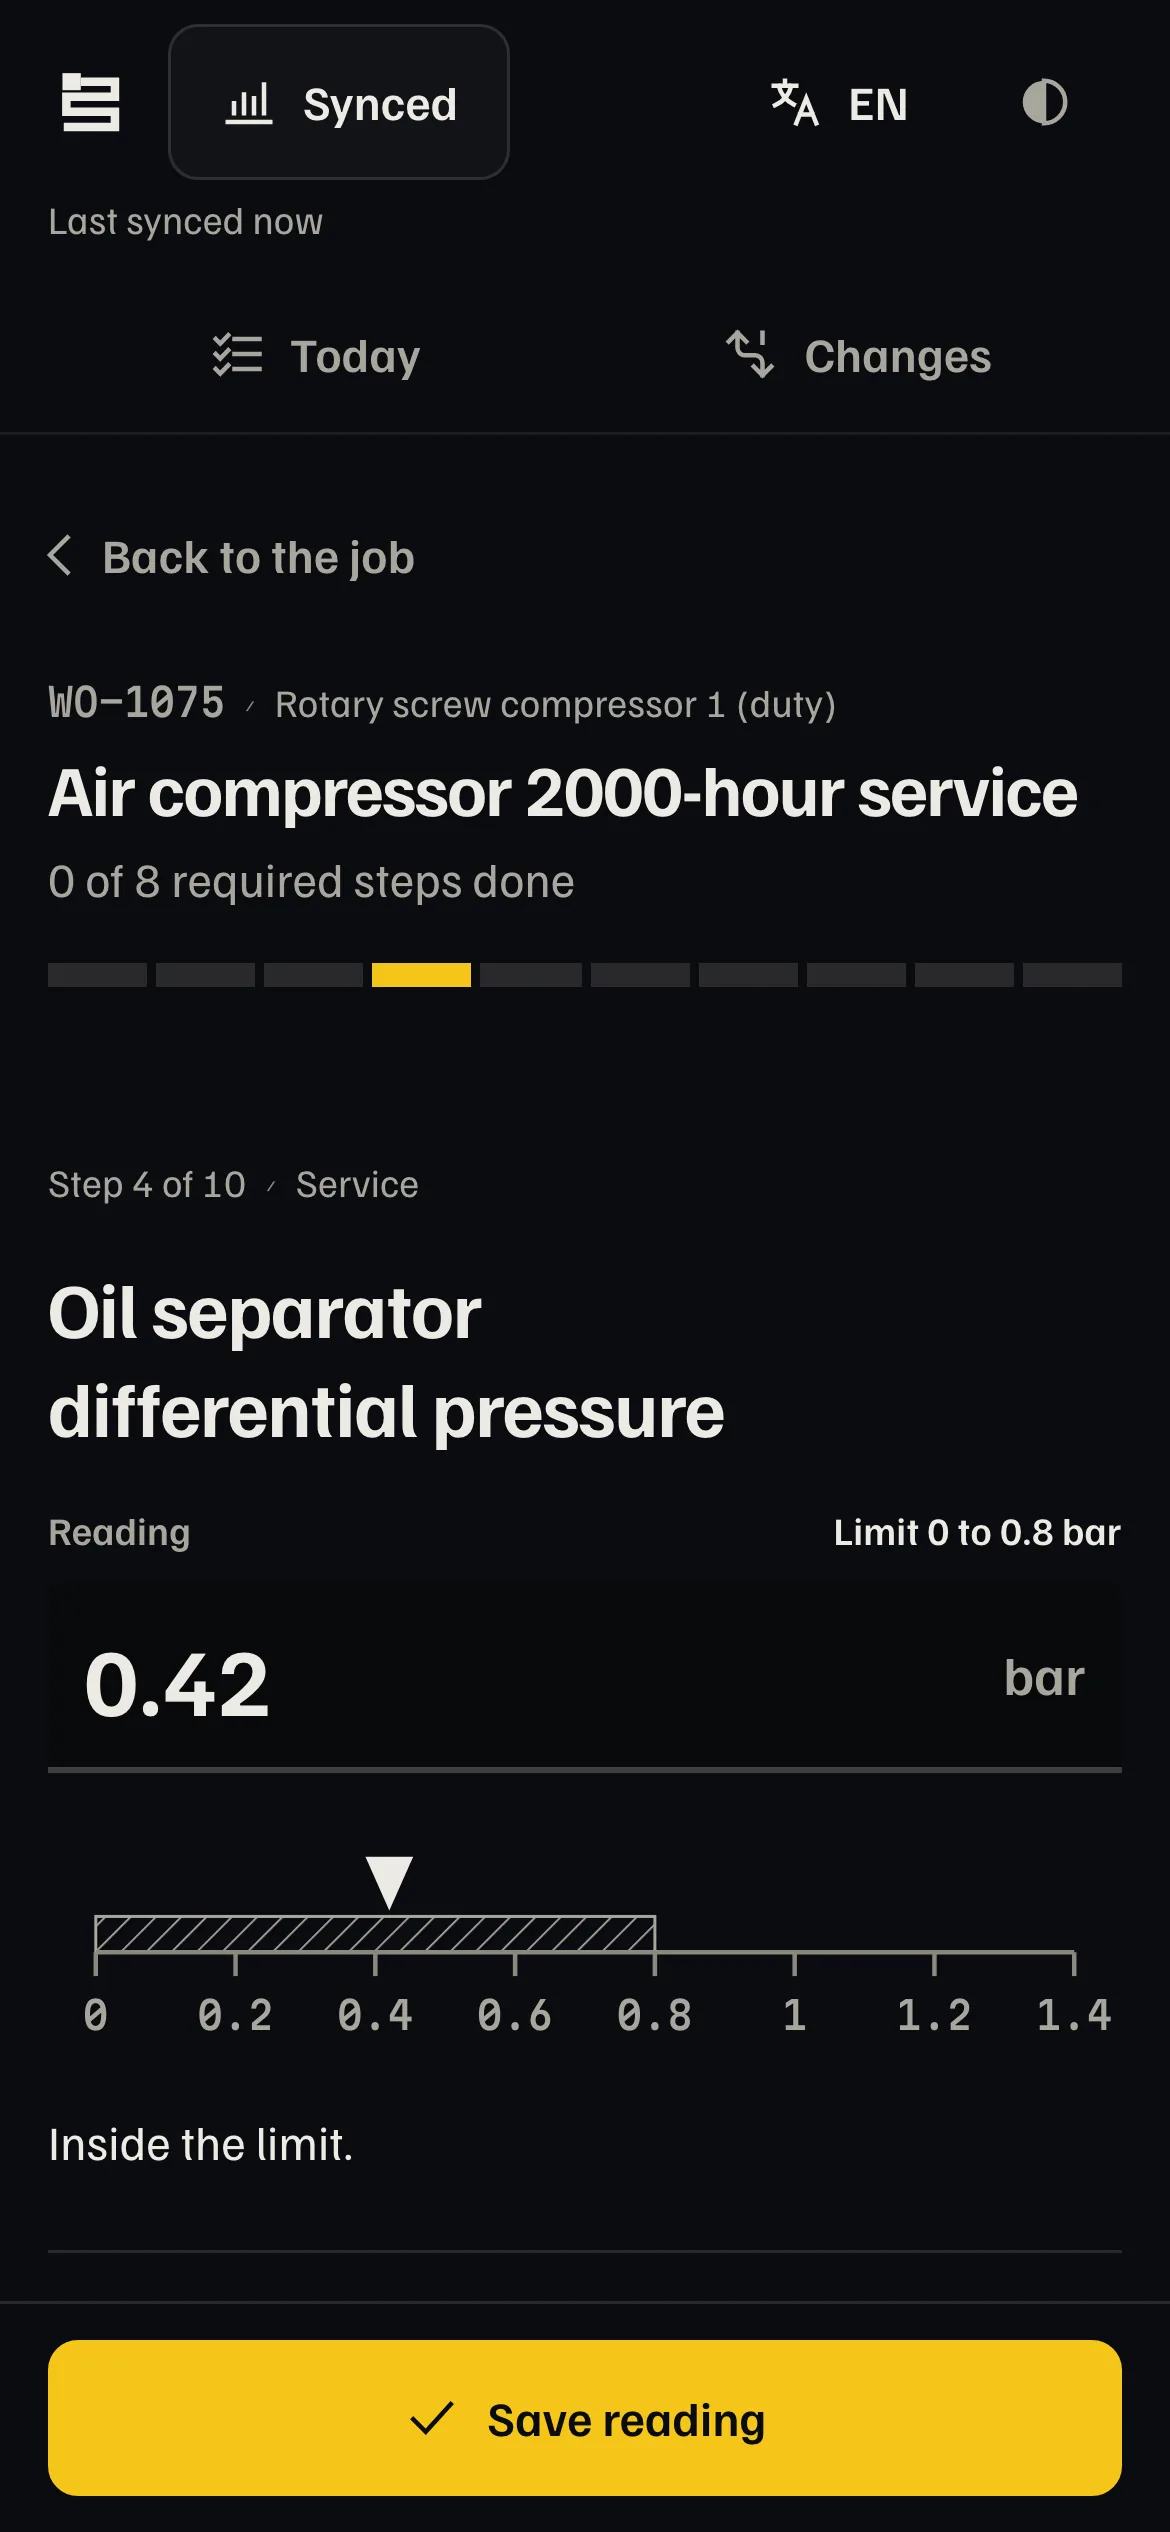 Synced
EN
Last synced now
Today
Changes
Back to the job
WO-1075 / Rotary screw compressor 1 (duty)
Air compressor 2000-hour service
0 of 8 required steps done
Step 4 of 10 / Service
Oil separator
differential pressure
Reading
Limit 0 to 0.8 bar
0.42
bar
0 0.2 0.4 0.6 0.8 1 1.2 1.4
Inside the limit.
Save reading